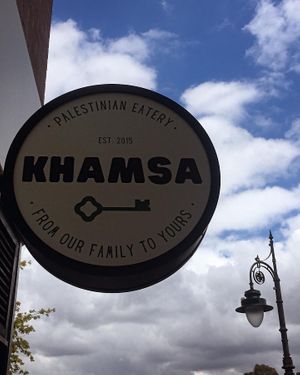 · PALESTINIAN EATERY ·
EST. 2015
KHAMSA
· FROM OUR FAMILY TO YOURS ·